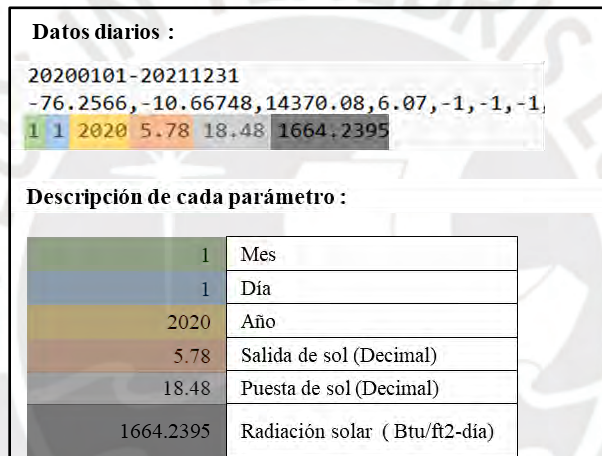 Datos diarios :
20200101-20211231
-76.2566,-10.66748,14370.08,6.07,-1,-1,-1,
1 1 2020 5.78 18.48 1664.2395
Descripción de cada parámetro :
1 Mes
1 Día
2020 Año
5.78 Salida de sol (Decimal)
18.48 Puesta de sol (Decimal)
1664.2395 Radiación solar ( Btu/ft2-día)